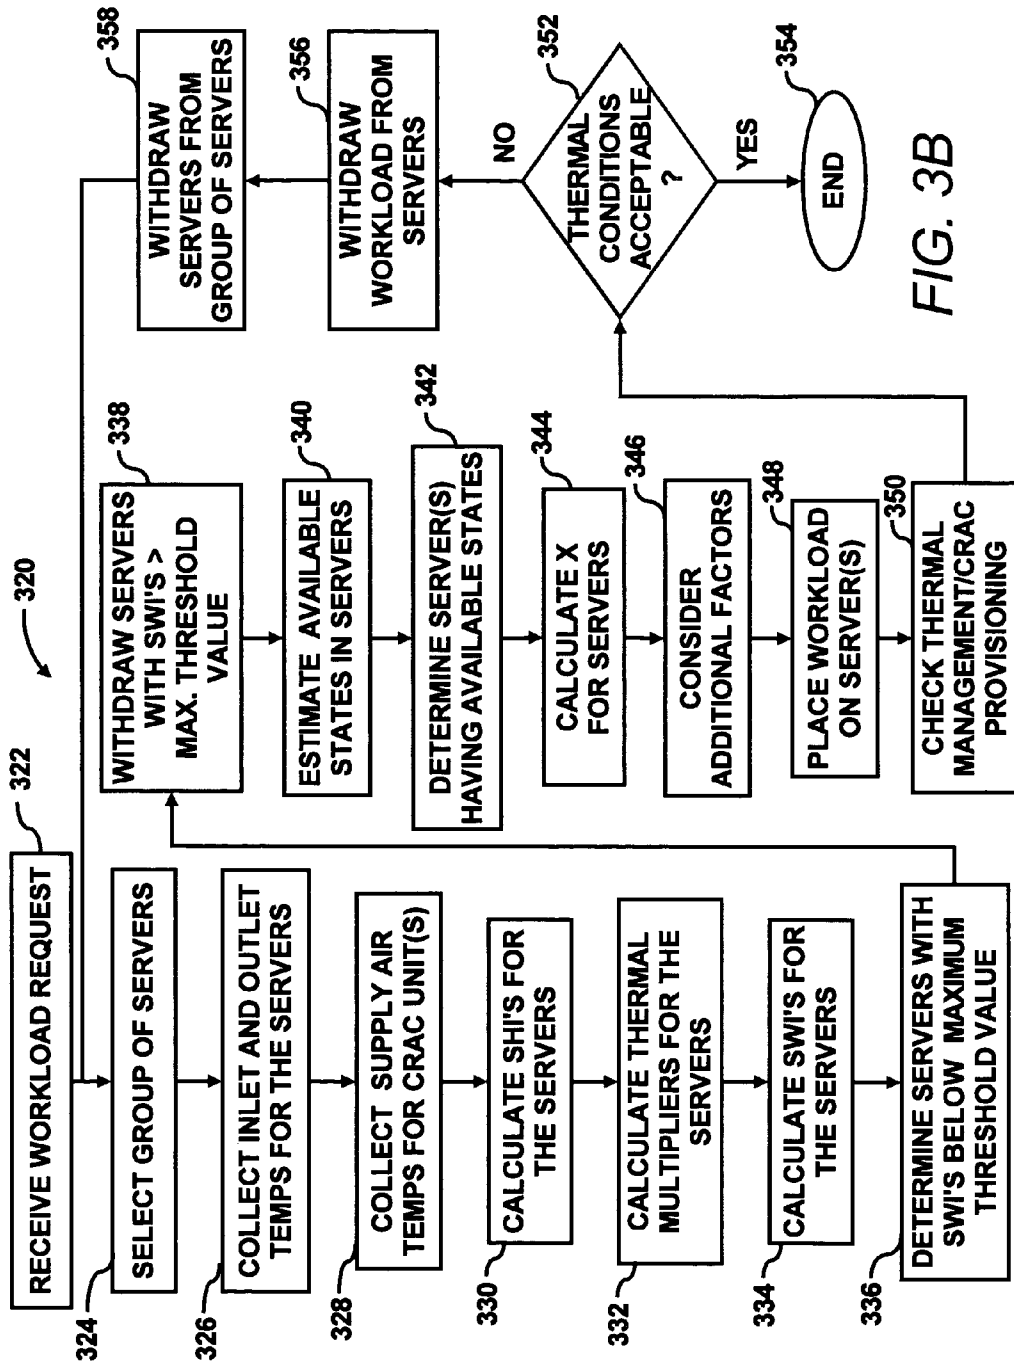 320
RECEIVE WORKLOAD REQUEST
322
SELECT GROUP OF SERVERS
324
COLLECT INLET AND OUTLET
TEMPS FOR THE SERVERS
326
COLLECT SUPPLY AIR
TEMPS FOR CRAC UNIT(S)
328
CALCULATE SHI'S FOR
THE SERVERS
330
CALCULATE THERMAL
MULTIPLIERS FOR THE
SERVERS
332
CALCULATE SWI'S FOR
THE SERVERS
334
DETERMINE SERVERS WITH
SWI'S BELOW MAXIMUM
THRESHOLD VALUE
336
WITHDRAW SERVERS
WITH SWI'S >
MAX. THRESHOLD
VALUE
338
ESTIMATE AVAILABLE
STATES IN SERVERS
340
DETERMINE SERVER(S)
HAVING AVAILABLE STATES
342
CALCULATE X
FOR SERVERS
344
CONSIDER
ADDITIONAL FACTORS
346
PLACE WORKLOAD
ON SERVER(S)
348
CHECK THERMAL
MANAGEMENT/CRAC
PROVISIONING
350
WITHDRAW
SERVERS FROM
GROUP OF SERVERS
358
WITHDRAW
WORKLOAD FROM
SERVERS
356
NO
THERMAL
CONDITIONS
ACCEPTABLE
?
352
YES
END
354
FIG. 3B